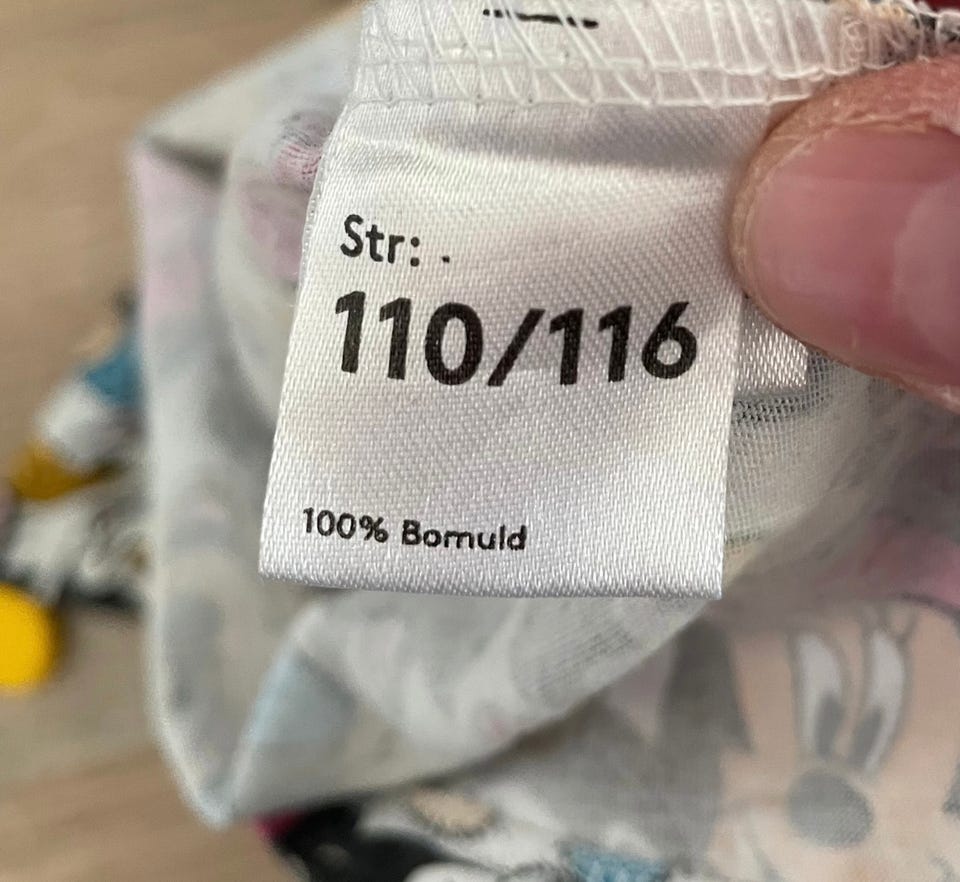 Str: .
110/116
100% Bomuld